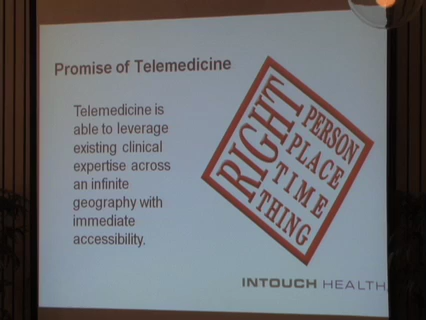 Promise of Telemedicine
Telemedicine is
able to leverage
existing clinical
expertise across
an infinite
geography with
immediate
accessibility.
RIGHT
PERSON
PLACE
TIME
THING
INTOUCH HEALTH